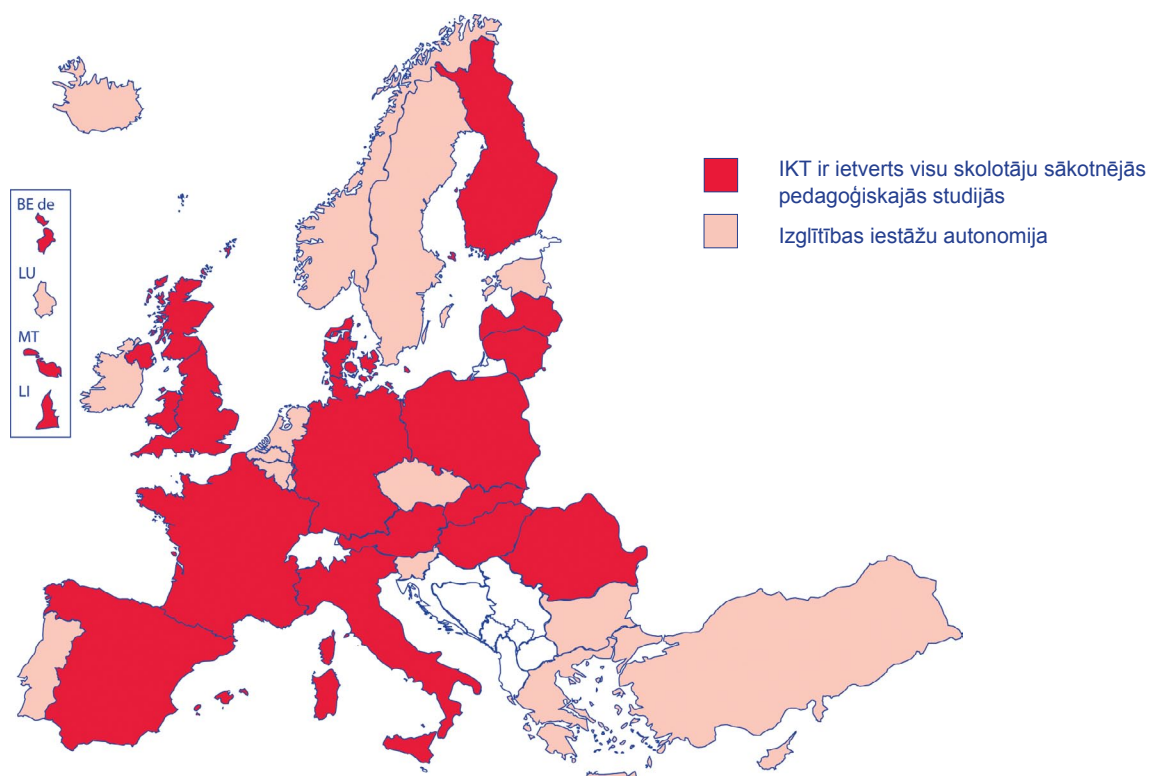 BE de
LU
MT
LI
IKT ir ietverts visu skolotāju sākotnējās
pedagoģiskajās studijās
Izglītības iestāžu autonomija